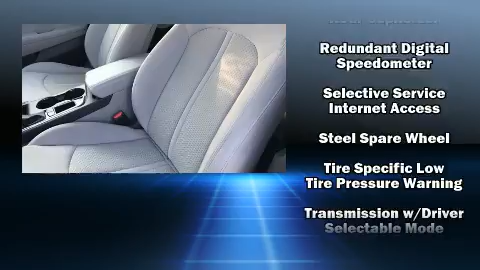 Redundant Digital
Speedometer
Selective Service
Internet Access
Steel Spare Wheel
Tire Specific Low
Tire Pressure Warning
Transmission w/Driver
Selectable Mode